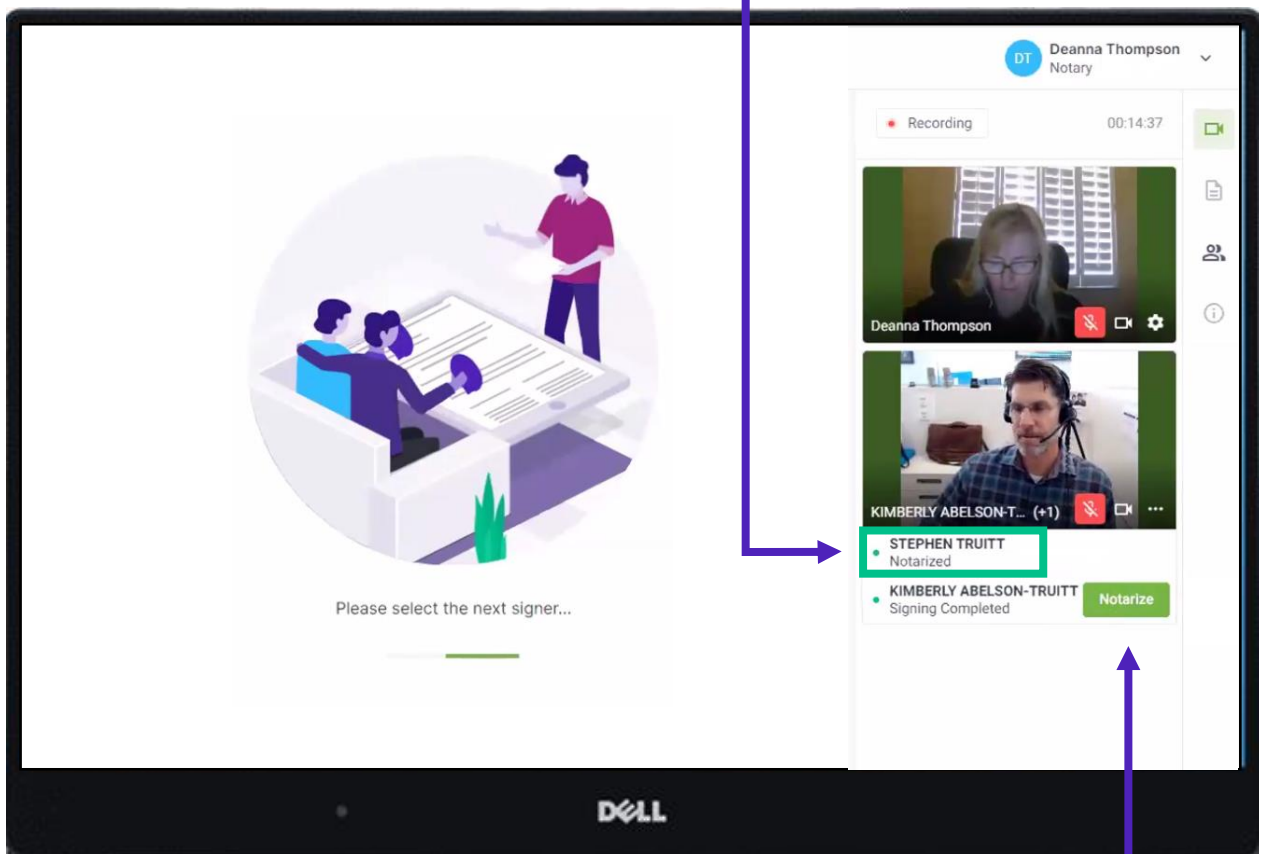 DT
Deanna Thompson
Notary
Recording
00:14:37
Deanna Thompson
KIMBERLY ABELSON-T... (+1)
STEPHEN TRUITT
Notarized
KIMBERLY ABELSON-TRUITT
Signing Completed
Notarize
Please select the next signer...
DELL